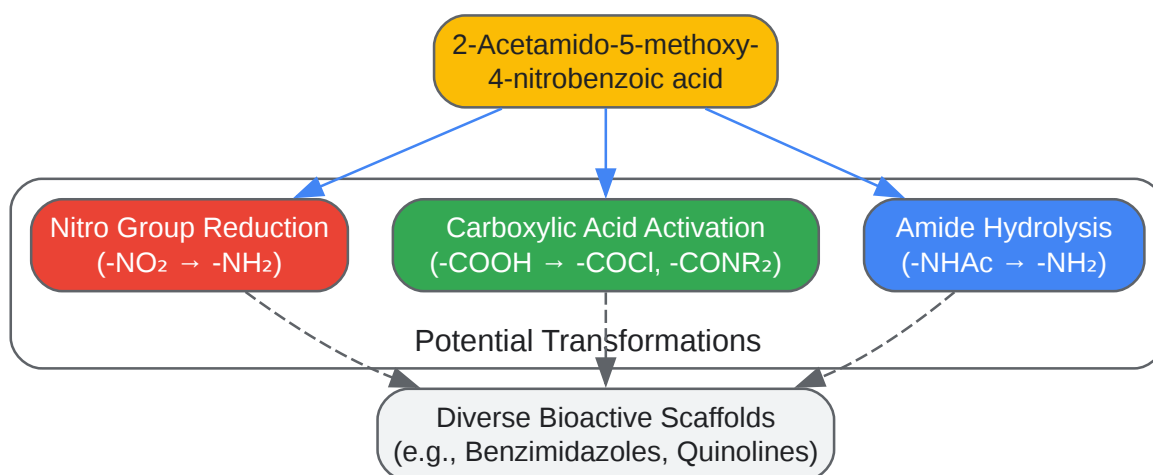 2-Acetamido-5-methoxy-
4-nitrobenzoic acid
Nitro Group Reduction
(-NO₂ → -NH₂)
Carboxylic Acid Activation
(-COOH → -COCl, -CONR₂)
Amide Hydrolysis
(-NHAc → -NH₂)
Potential Transformations
Diverse Bioactive Scaffolds
(e.g., Benzimidazoles, Quinolines)